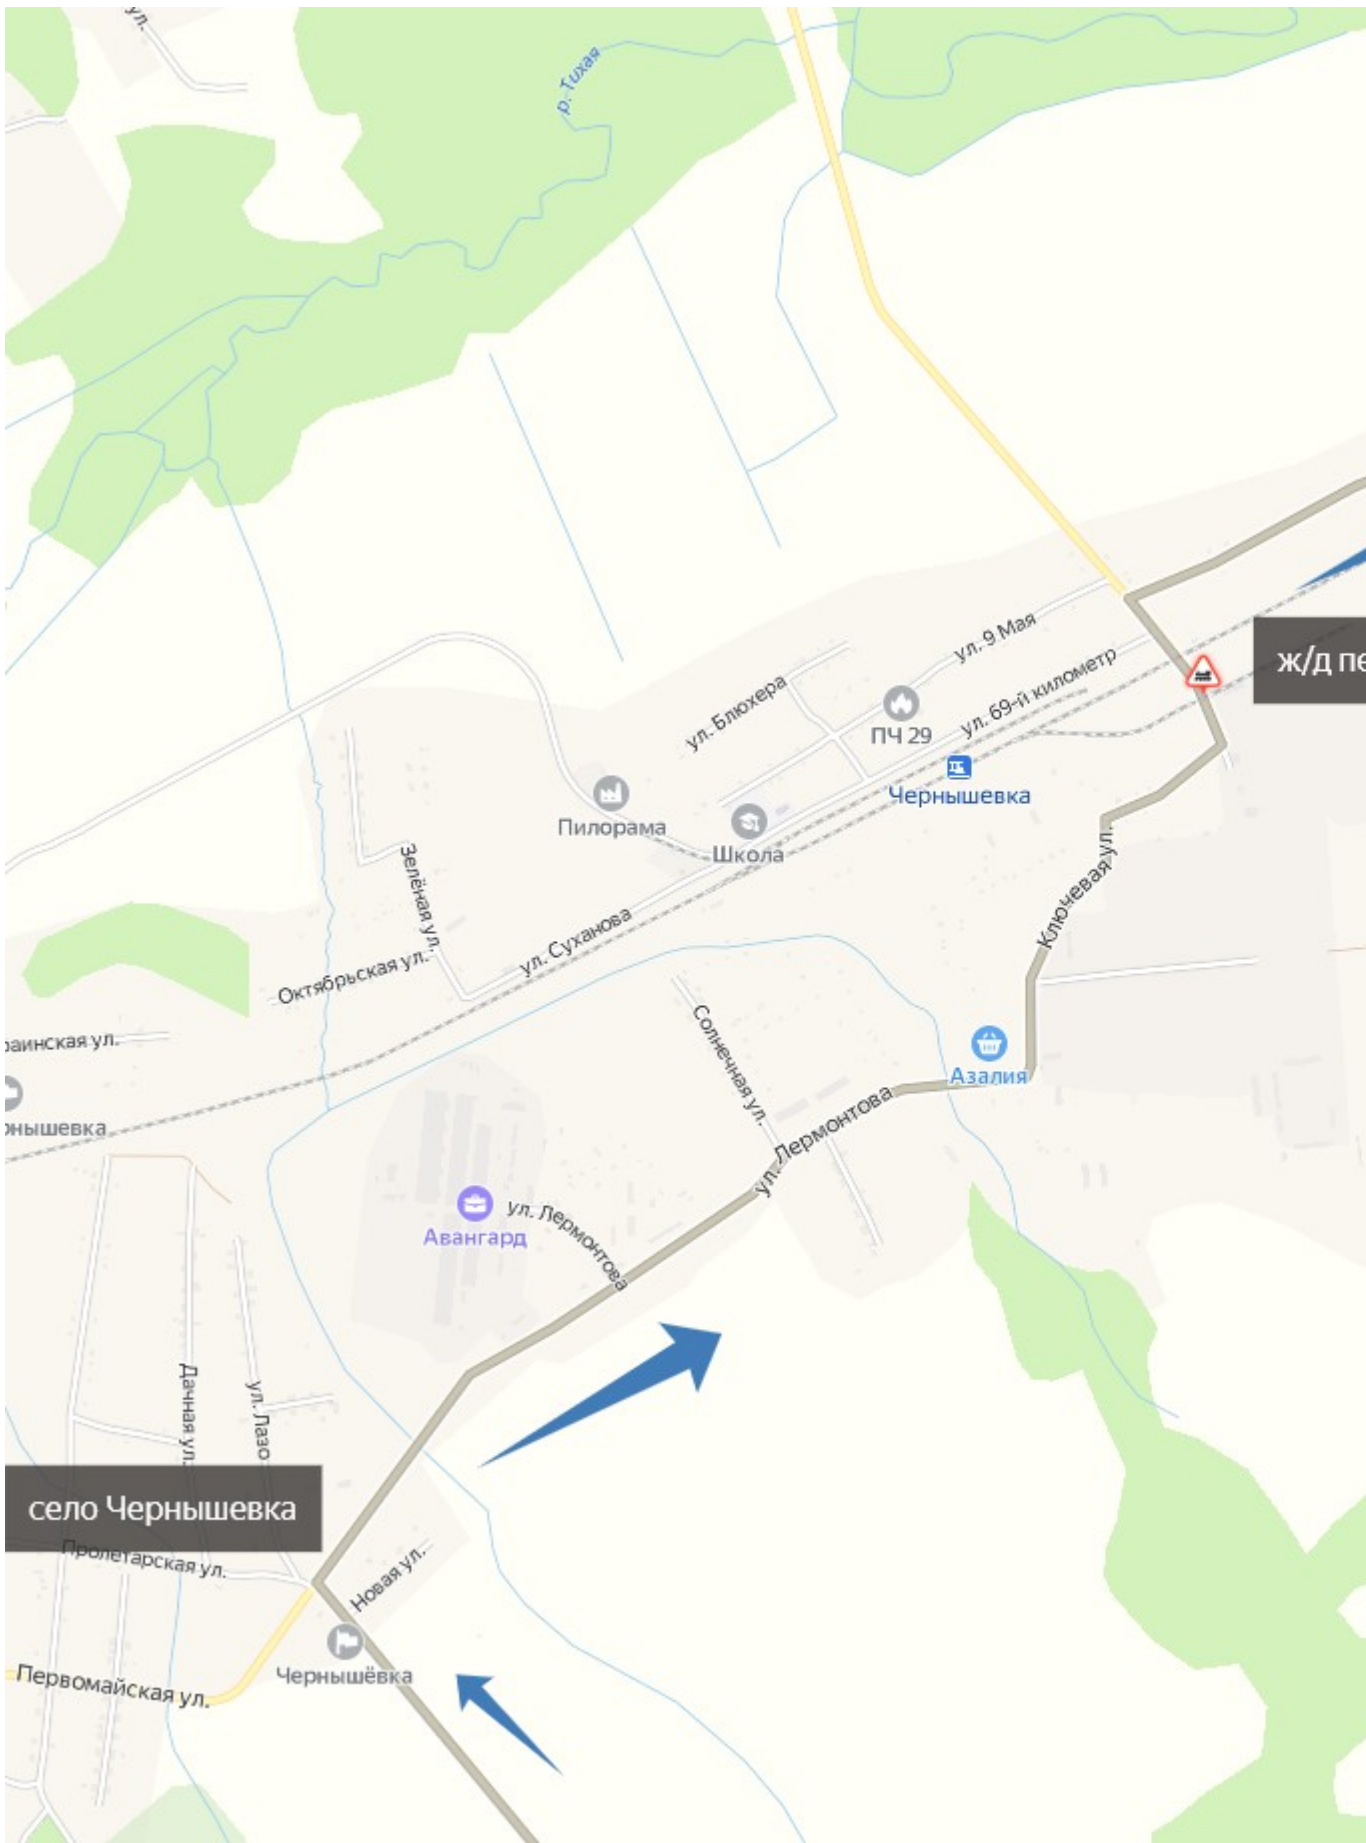 ул.
р. Тихая
ул. 9 Мая
ж/д пе
ул. 69-й километр
ул. Блюхера
ПЧ 29
Чернышевка
Пилорама
Школа
Зелёная ул.
Ключевая ул.
ул. Суханова
Октябрьская ул.
раинская ул.
Солнечная ул.
Азалия
рнышевка
ул. Лермонтова
ул. Лермонтова
Авангард
Дачная ул.
ул. Лазо
село Чернышевка
Пролетарская ул.
Новая ул.
Чернышёвка
Первомайская ул.